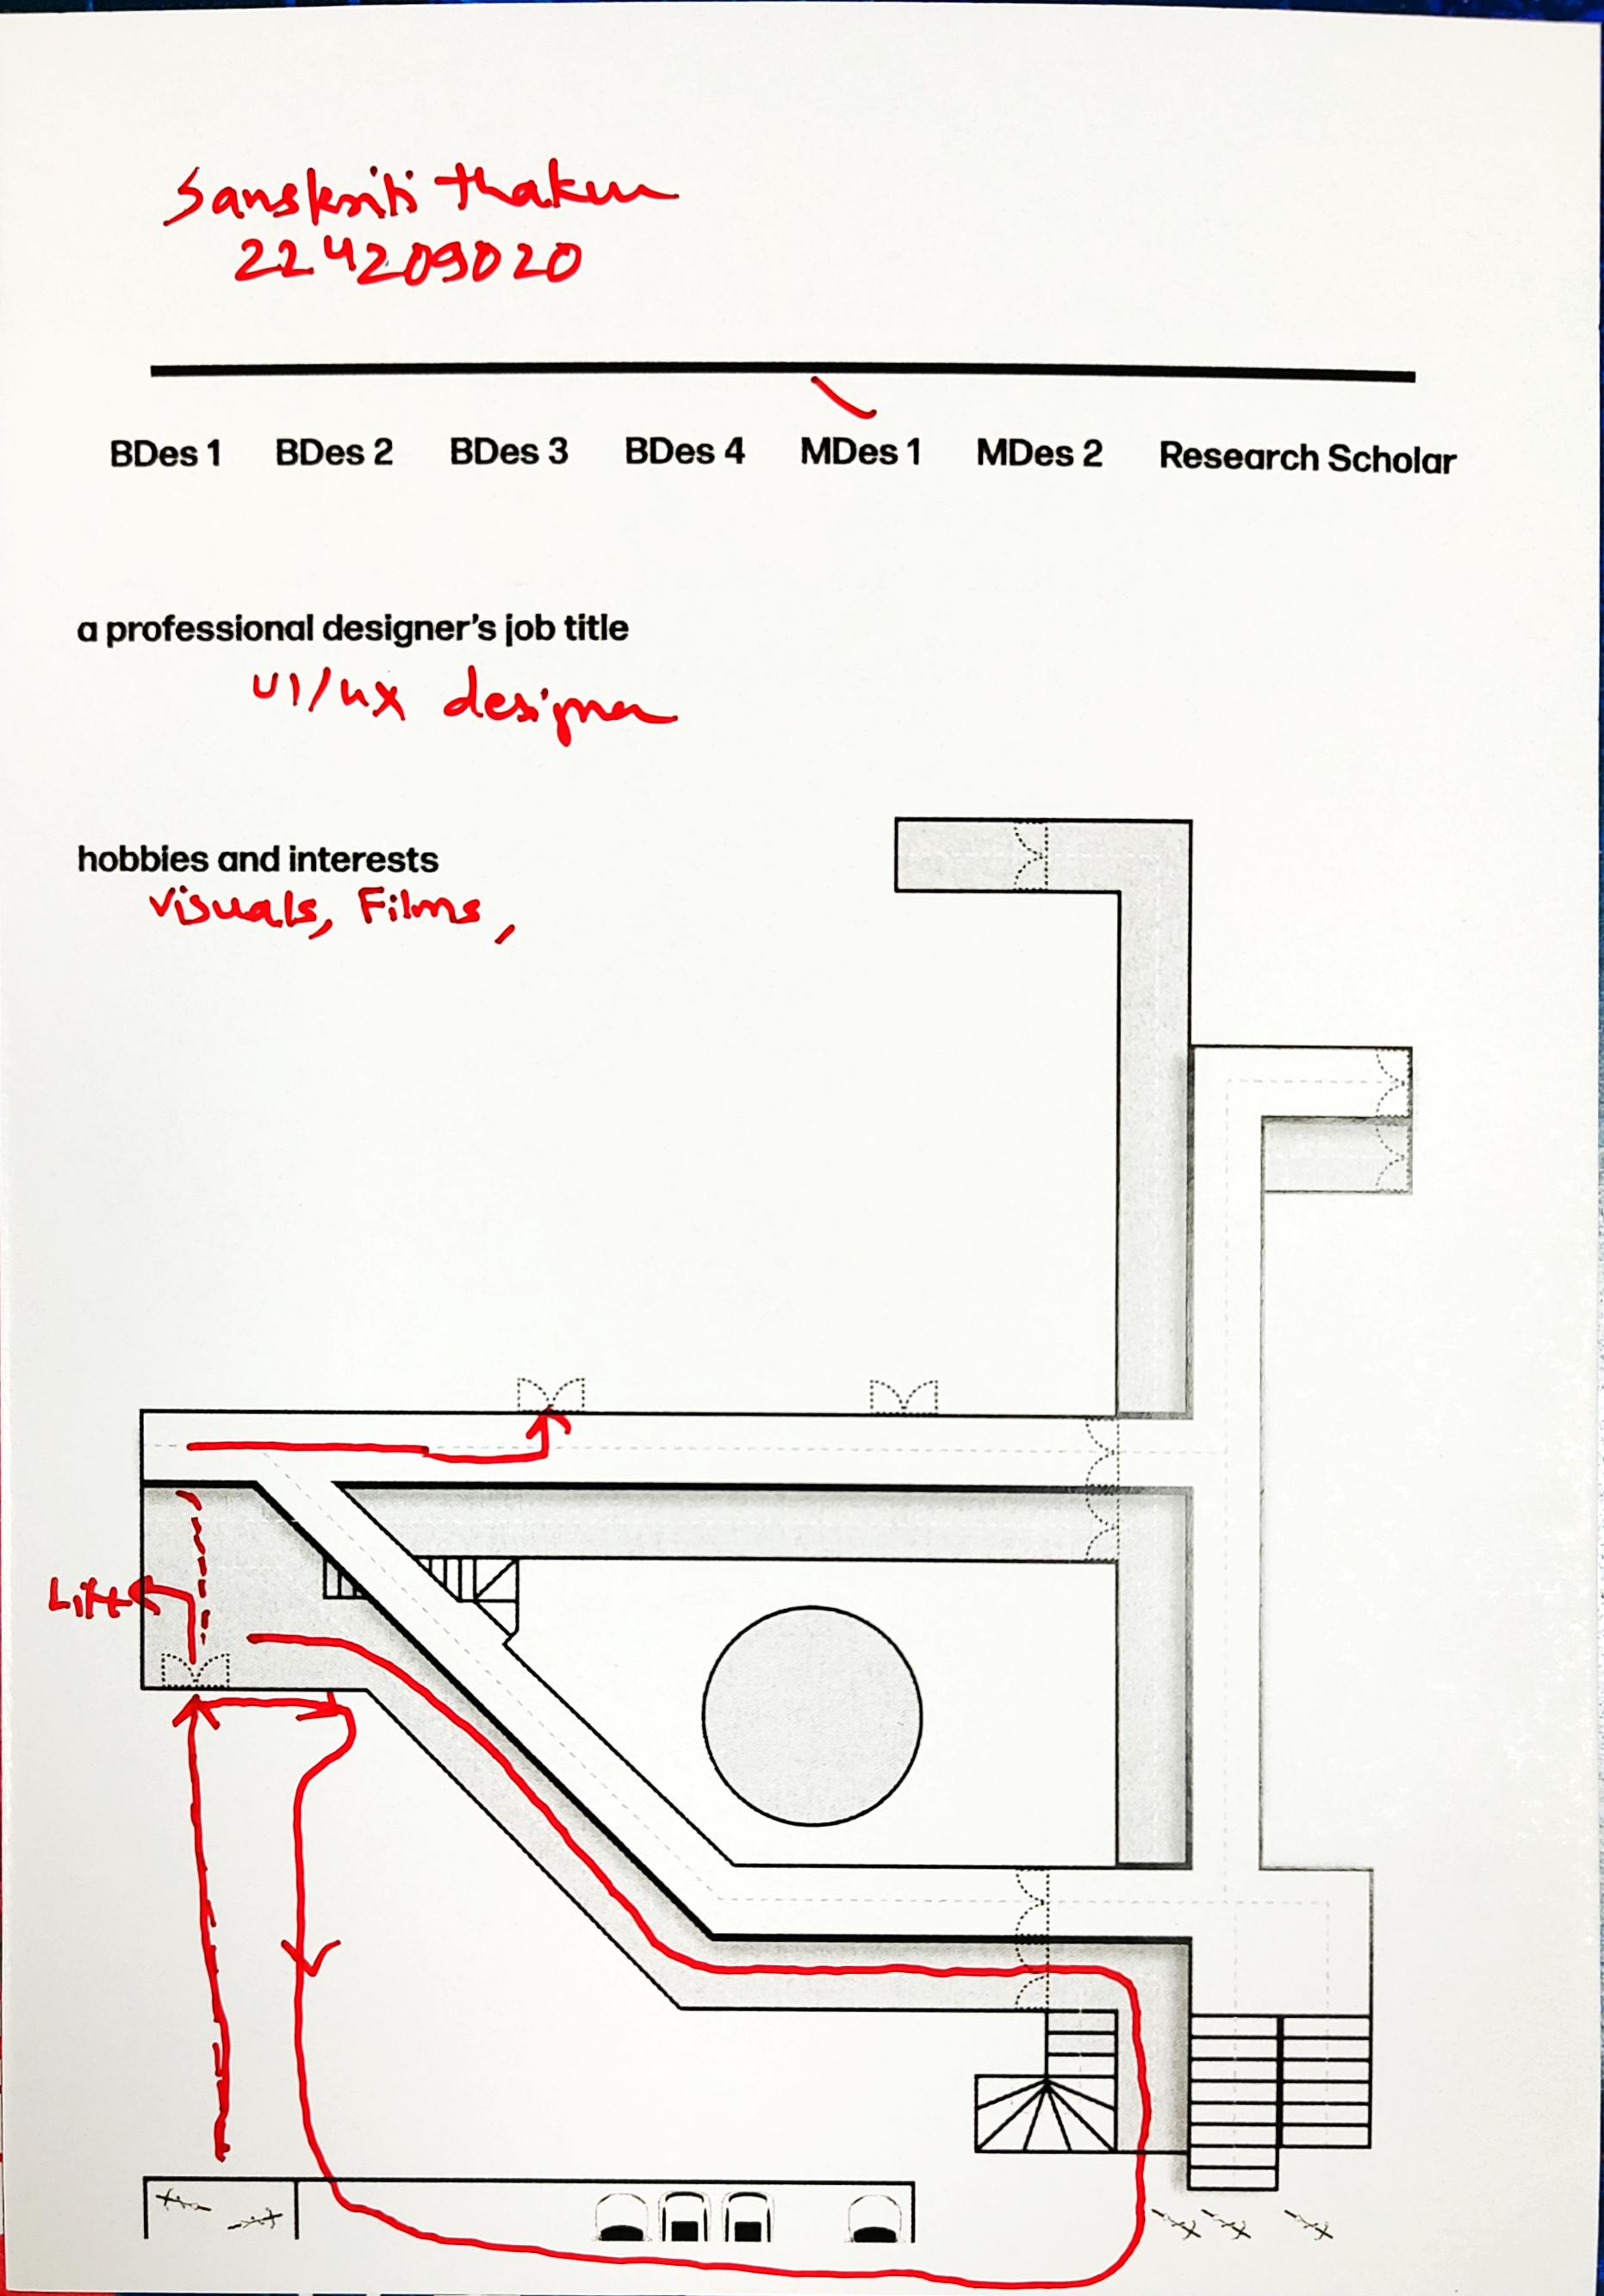 Sanskriti Thakur
224209020
BDes 1 BDes 2 BDes 3 BDes 4 MDes 1 MDes 2 Research Scholar
a professional designer's job title
UI/UX designer
hobbies and interests
Visuals, Films,
Lift